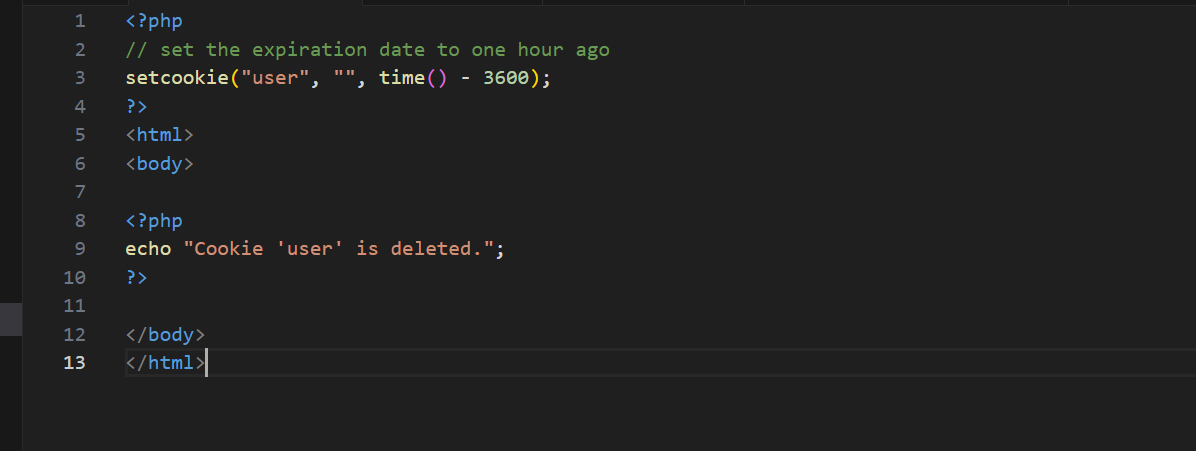 1 <?php
2 // set the expiration date to one hour ago
3 setcookie("user", "", time() - 3600);
4 ?>
5 <html>
6 <body>
7
8 <?php
9 echo "Cookie 'user' is deleted.";
10 ?>
11
12 </body>
13 </html>